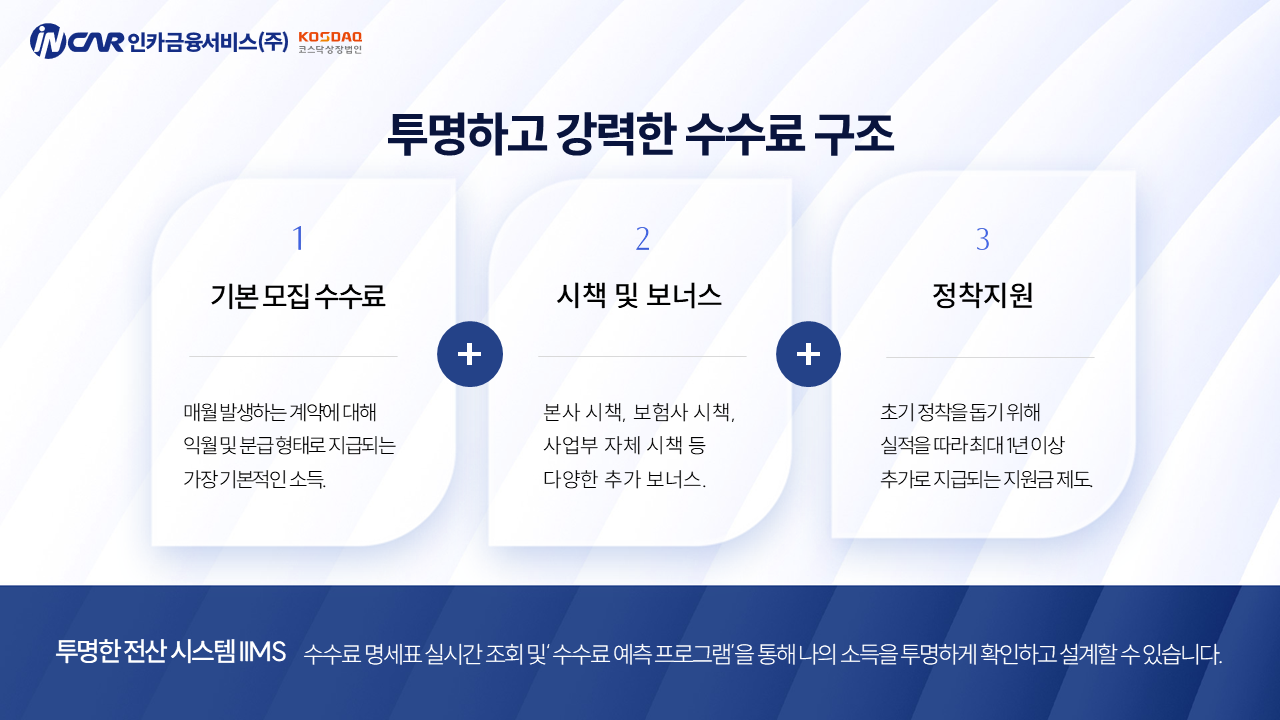 iN CAR 인카금융서비스(주) KOSDAQ
코스닥상장법인
투명하고 강력한 수수료 구조
1
기본 모집 수수료
매월 발생하는 계약에 대해
익월 및 분급 형태로 지급되는
가장 기본적인 소득.
+
2
시책 및 보너스
본사 시책, 보험사 시책,
사업부 자체 시책 등
다양한 추가 보너스.
+
3
정착지원
초기 정착을 돕기 위해
실적을 따라 최대 1년 이상
추가로 지급되는 지원금 제도.
투명한 전산 시스템 IIMS 수수료 명세표 실시간 조회 및 ‘수수료 예측 프로그램’을 통해 나의 소득을 투명하게 확인하고 설계할 수 있습니다.